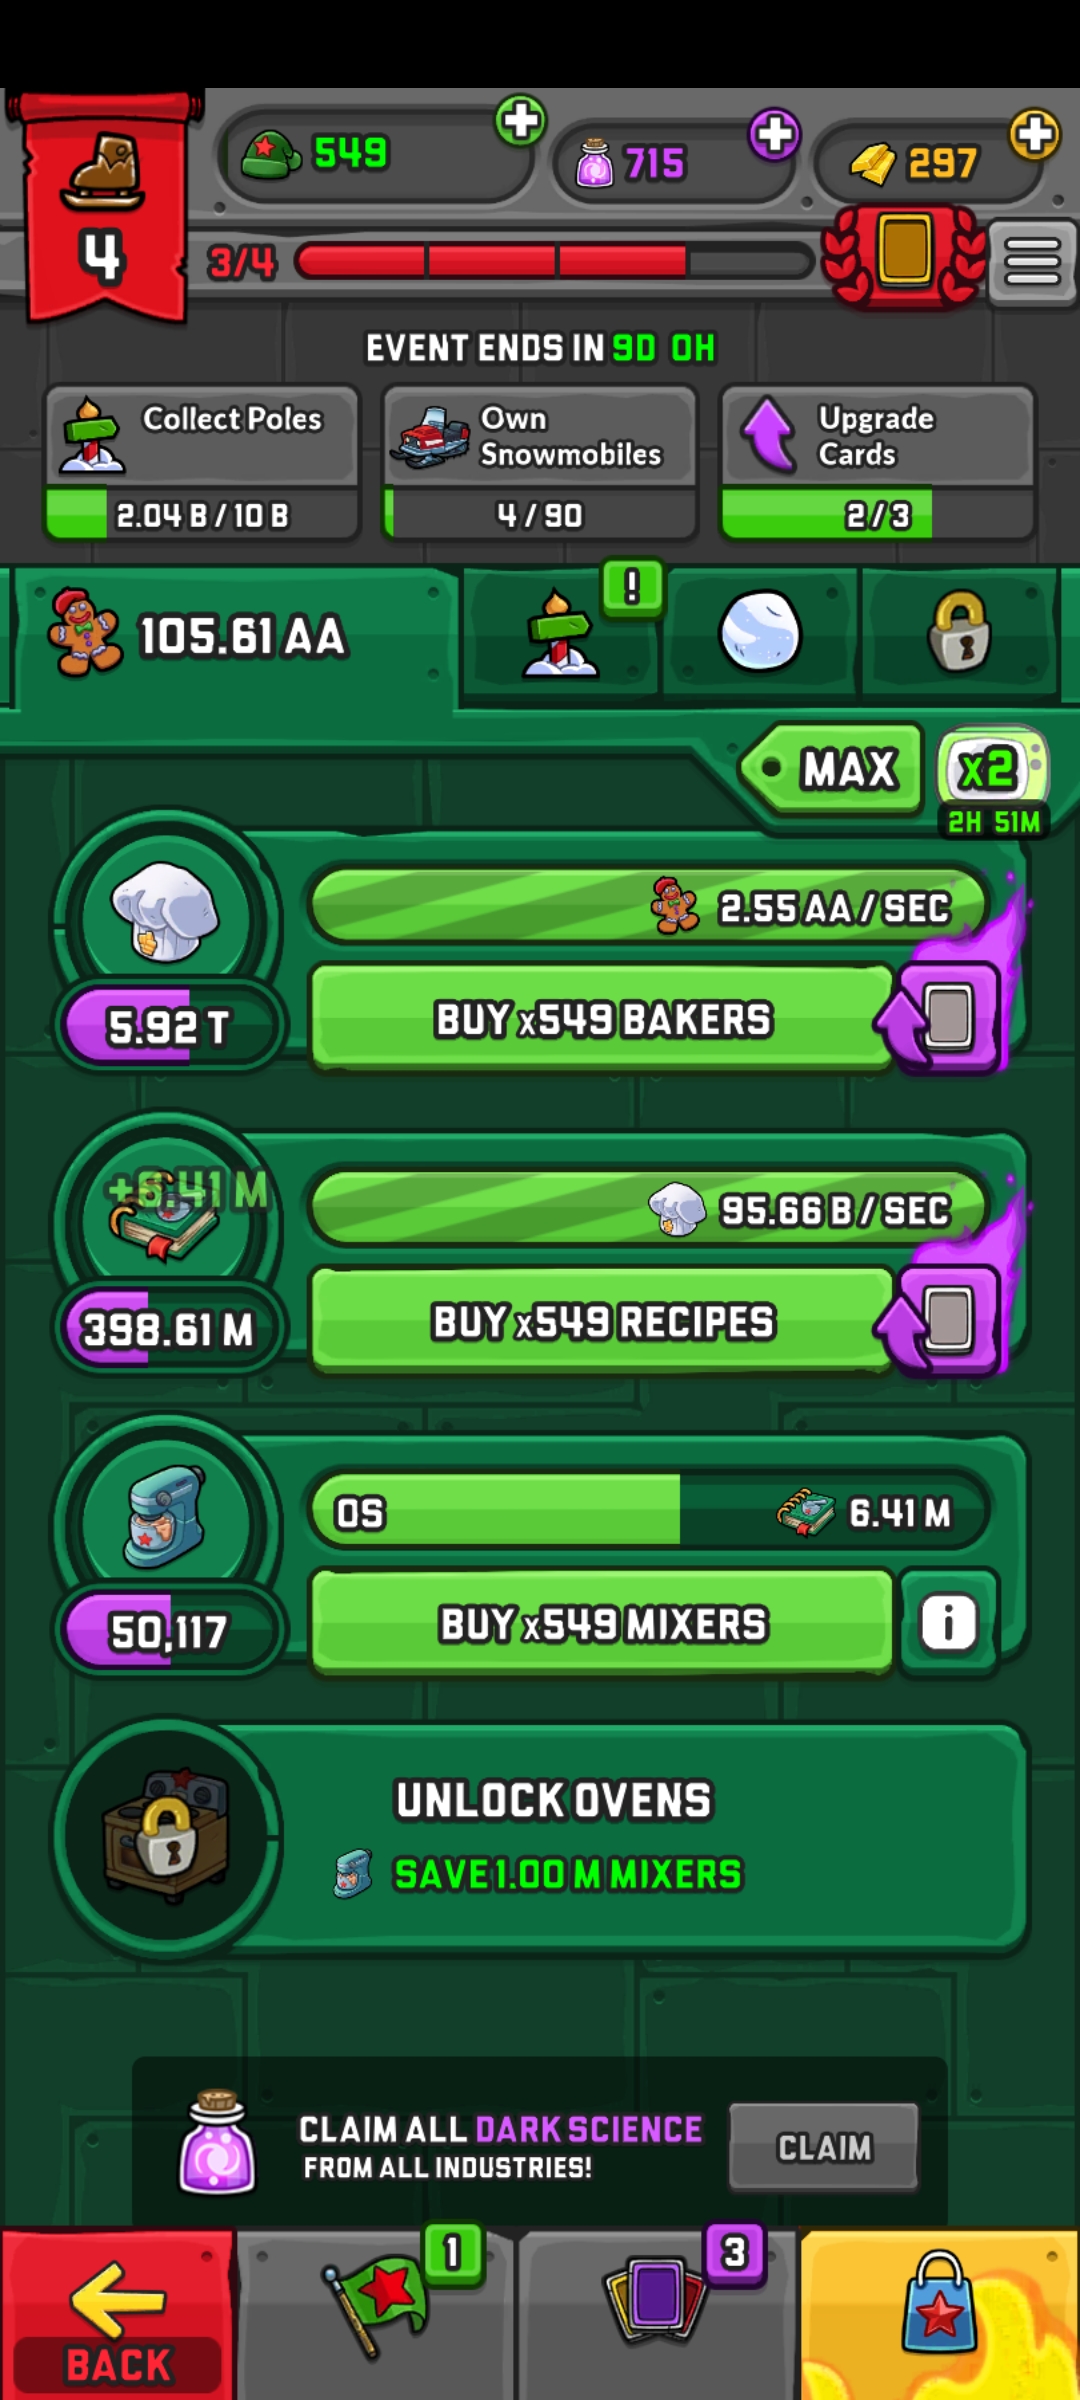 549
715
297
4
3/4
EVENT ENDS IN 9D 0H
Collect Poles
2.04 B / 10 B
Own
Snowmobiles
4 / 90
Upgrade
Cards
2 / 3
105.61 AA
!
MAX
x2
2H 51M
2.55 AA / SEC
5.92 T
BUY x549 BAKERS
+6.41 M
95.66 B / SEC
398.61 M
BUY x549 RECIPES
0S
6.41 M
50,117
BUY x549 MIXERS
i
UNLOCK OVENS
SAVE 1.00 M MIXERS
CLAIM ALL DARK SCIENCE
FROM ALL INDUSTRIES!
CLAIM
1
3
BACK